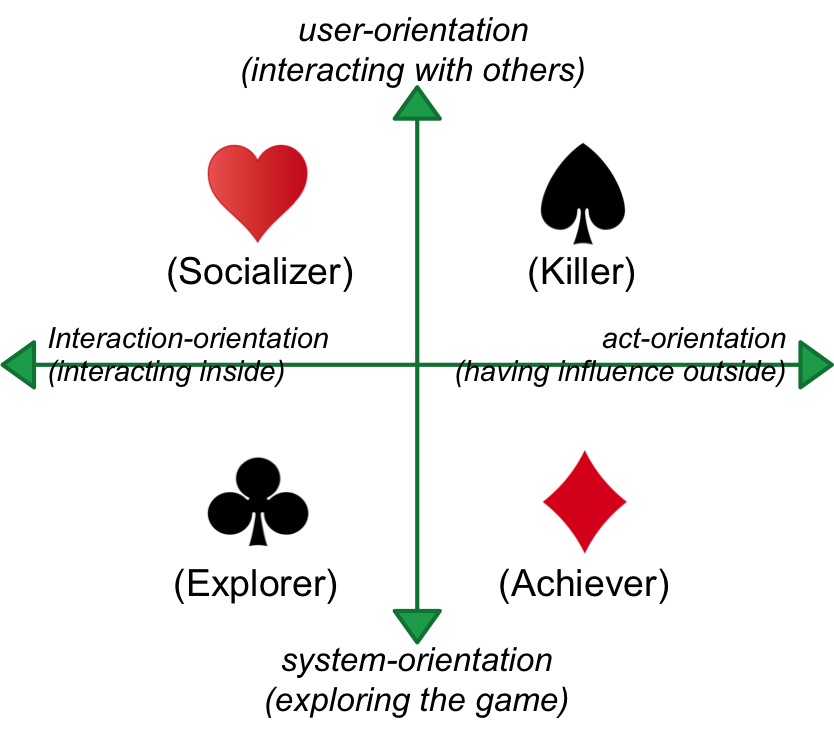 user-orientation
(interacting with others)
(Socializer)
(Killer)
Interaction-orientation
(interacting inside)
act-orientation
(having influence outside)
(Explorer)
(Achiever)
system-orientation
(exploring the game)